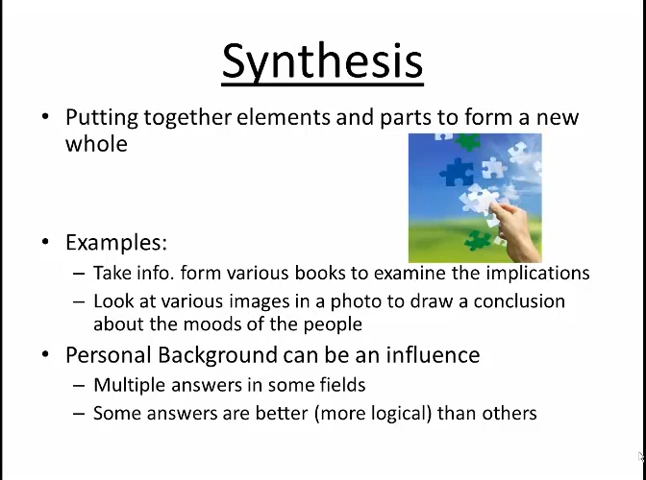 Synthesis
• Putting together elements and parts to form a new
whole
• Examples:
– Take info. form various books to examine the implications
– Look at various images in a photo to draw a conclusion
about the moods of the people
• Personal Background can be an influence
– Multiple answers in some fields
– Some answers are better (more logical) than others